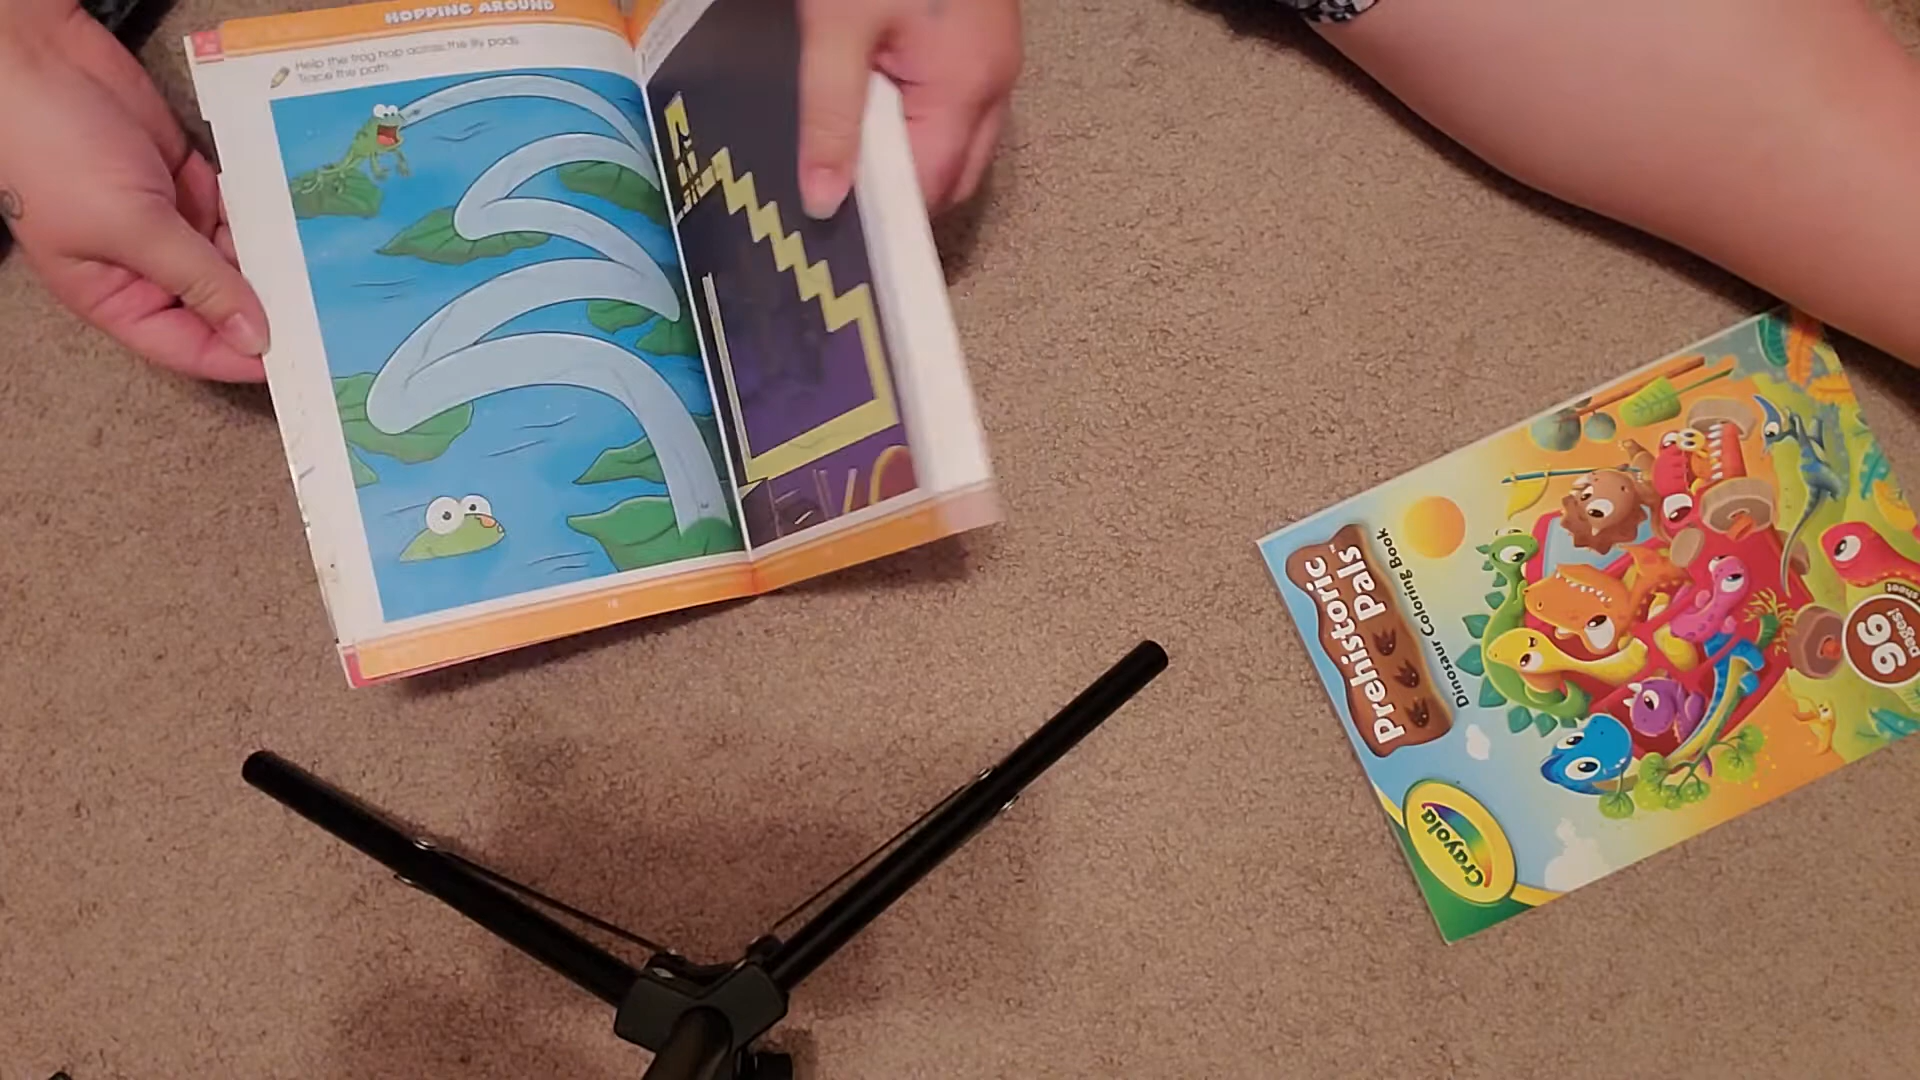 HOPPING AROUND
Help the frog hop across the lily pads.
Trace the path.
Prehistoric
Pals
Dinosaur Coloring Book
96
pages!
sheet
Crayola